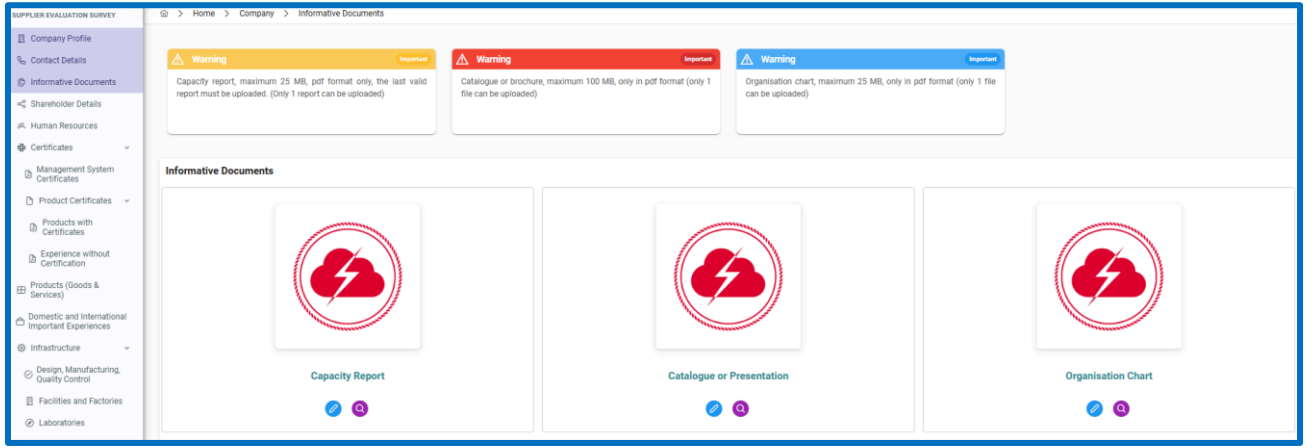 SUPPLIER EVALUATION SURVEY
Company Profile
Contact Details
Informative Documents
Shareholder Details
Human Resources
Certificates
Management System
Certificates
Product Certificates
Products with
Certificates
Experience without
Certification
Products (Goods &
Services)
Domestic and International
Important Experiences
Infrastructure
Design, Manufacturing,
Quality Control
Facilities and Factories
Laboratories
> Home > Company > Informative Documents
Warning Important
Capacity report, maximum 25 MB, pdf format only, the last valid
report must be uploaded. (Only 1 report can be uploaded)
Warning Important
Catalogue or brochure, maximum 100 MB, only in pdf format (only 1
file can be uploaded)
Warning Important
Organisation chart, maximum 25 MB, only in pdf format (only 1 file
can be uploaded)
Informative Documents
Capacity Report
Catalogue or Presentation
Organisation Chart